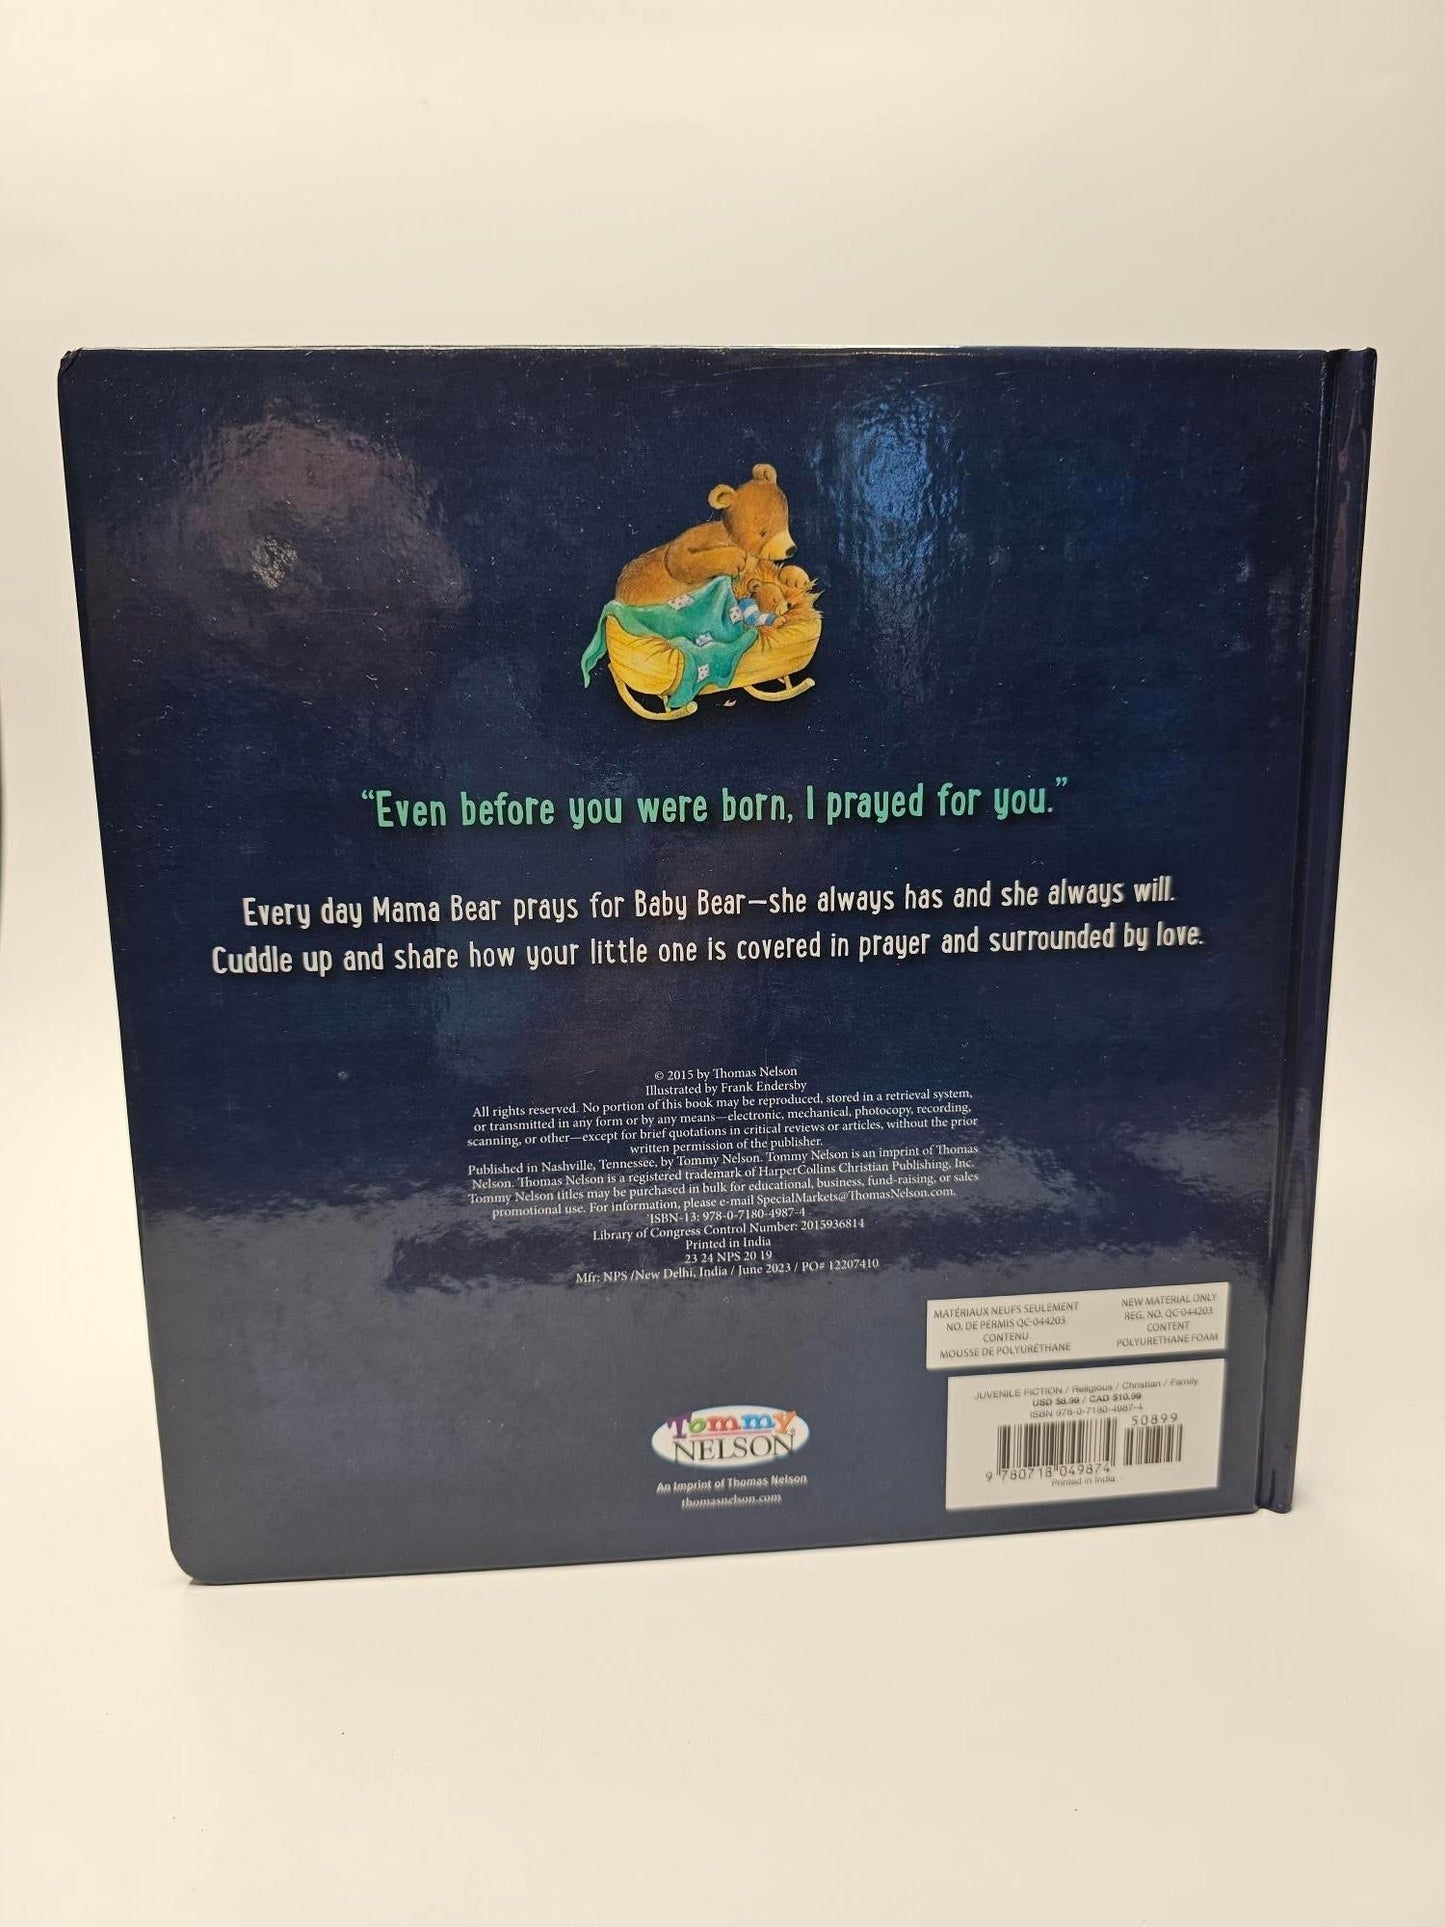 “Even before you were born, I prayed for you.”
Every day Mama Bear prays for Baby Bear—she always has and she always will.
Cuddle up and share how your little one is covered in prayer and surrounded by love.
© 2015 by Thomas Nelson
Illustrated by Frank Endersby
All rights reserved. No portion of this book may be reproduced, stored in a retrieval system,
or transmitted in any form or by any means—electronic, mechanical, photocopy, recording,
scanning, or other—except for brief quotations in critical reviews or articles, without the prior
written permission of the publisher.
Published in Nashville, Tennessee, by Tommy Nelson. Tommy Nelson is an imprint of Thomas
Nelson. Thomas Nelson is a registered trademark of HarperCollins Christian Publishing, Inc.
Tommy Nelson titles may be purchased in bulk for educational, business, fund-raising, or sales
promotional use. For information, please e-mail SpecialMarkets@ThomasNelson.com.
ISBN-13: 978-0-7180-4987-4
Library of Congress Control Number: 2015936814
Printed in India
23 24 NPS 20 19
Mfr: NPS /New Delhi, India / June 2023 / PO# 12207410
MATÉRIAUX NEUFS SEULEMENT
NO. DE PERMIS QC-044203
CONTENU
MOUSSE DE POLYURÉTHANE
NEW MATERIAL ONLY
REG. NO. QC-044203
CONTENT
POLYURETHANE FOAM
JUVENILE FICTION / Religious / Christian / Family
USD $8.99 / CAD $10.99
ISBN 978-0-7180-4987-4
50899
9 780718 049874
Printed in India
Tommy
NELSON®
An Imprint of Thomas Nelson
thomasnelson.com